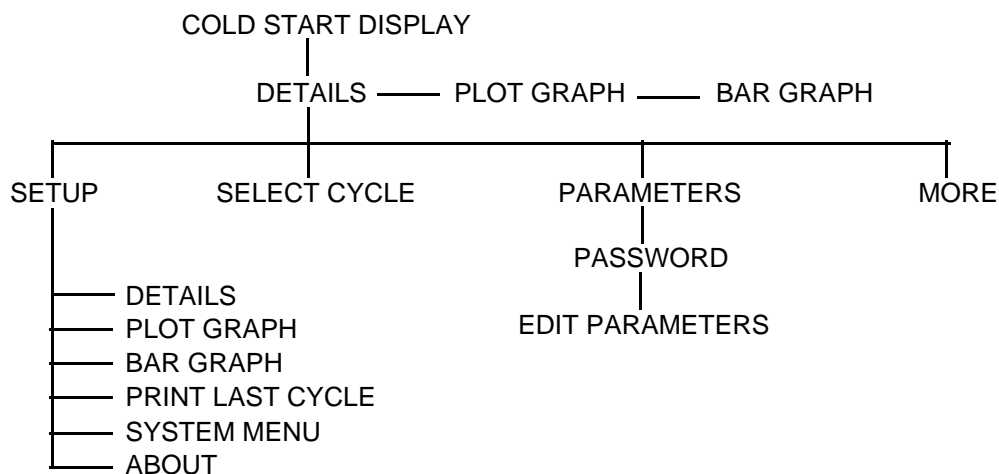 COLD START DISPLAY
DETAILS PLOT GRAPH BAR GRAPH
SETUP SELECT CYCLE PARAMETERS MORE
PASSWORD
DETAILS
EDIT PARAMETERS
PLOT GRAPH
BAR GRAPH
PRINT LAST CYCLE
SYSTEM MENU
ABOUT